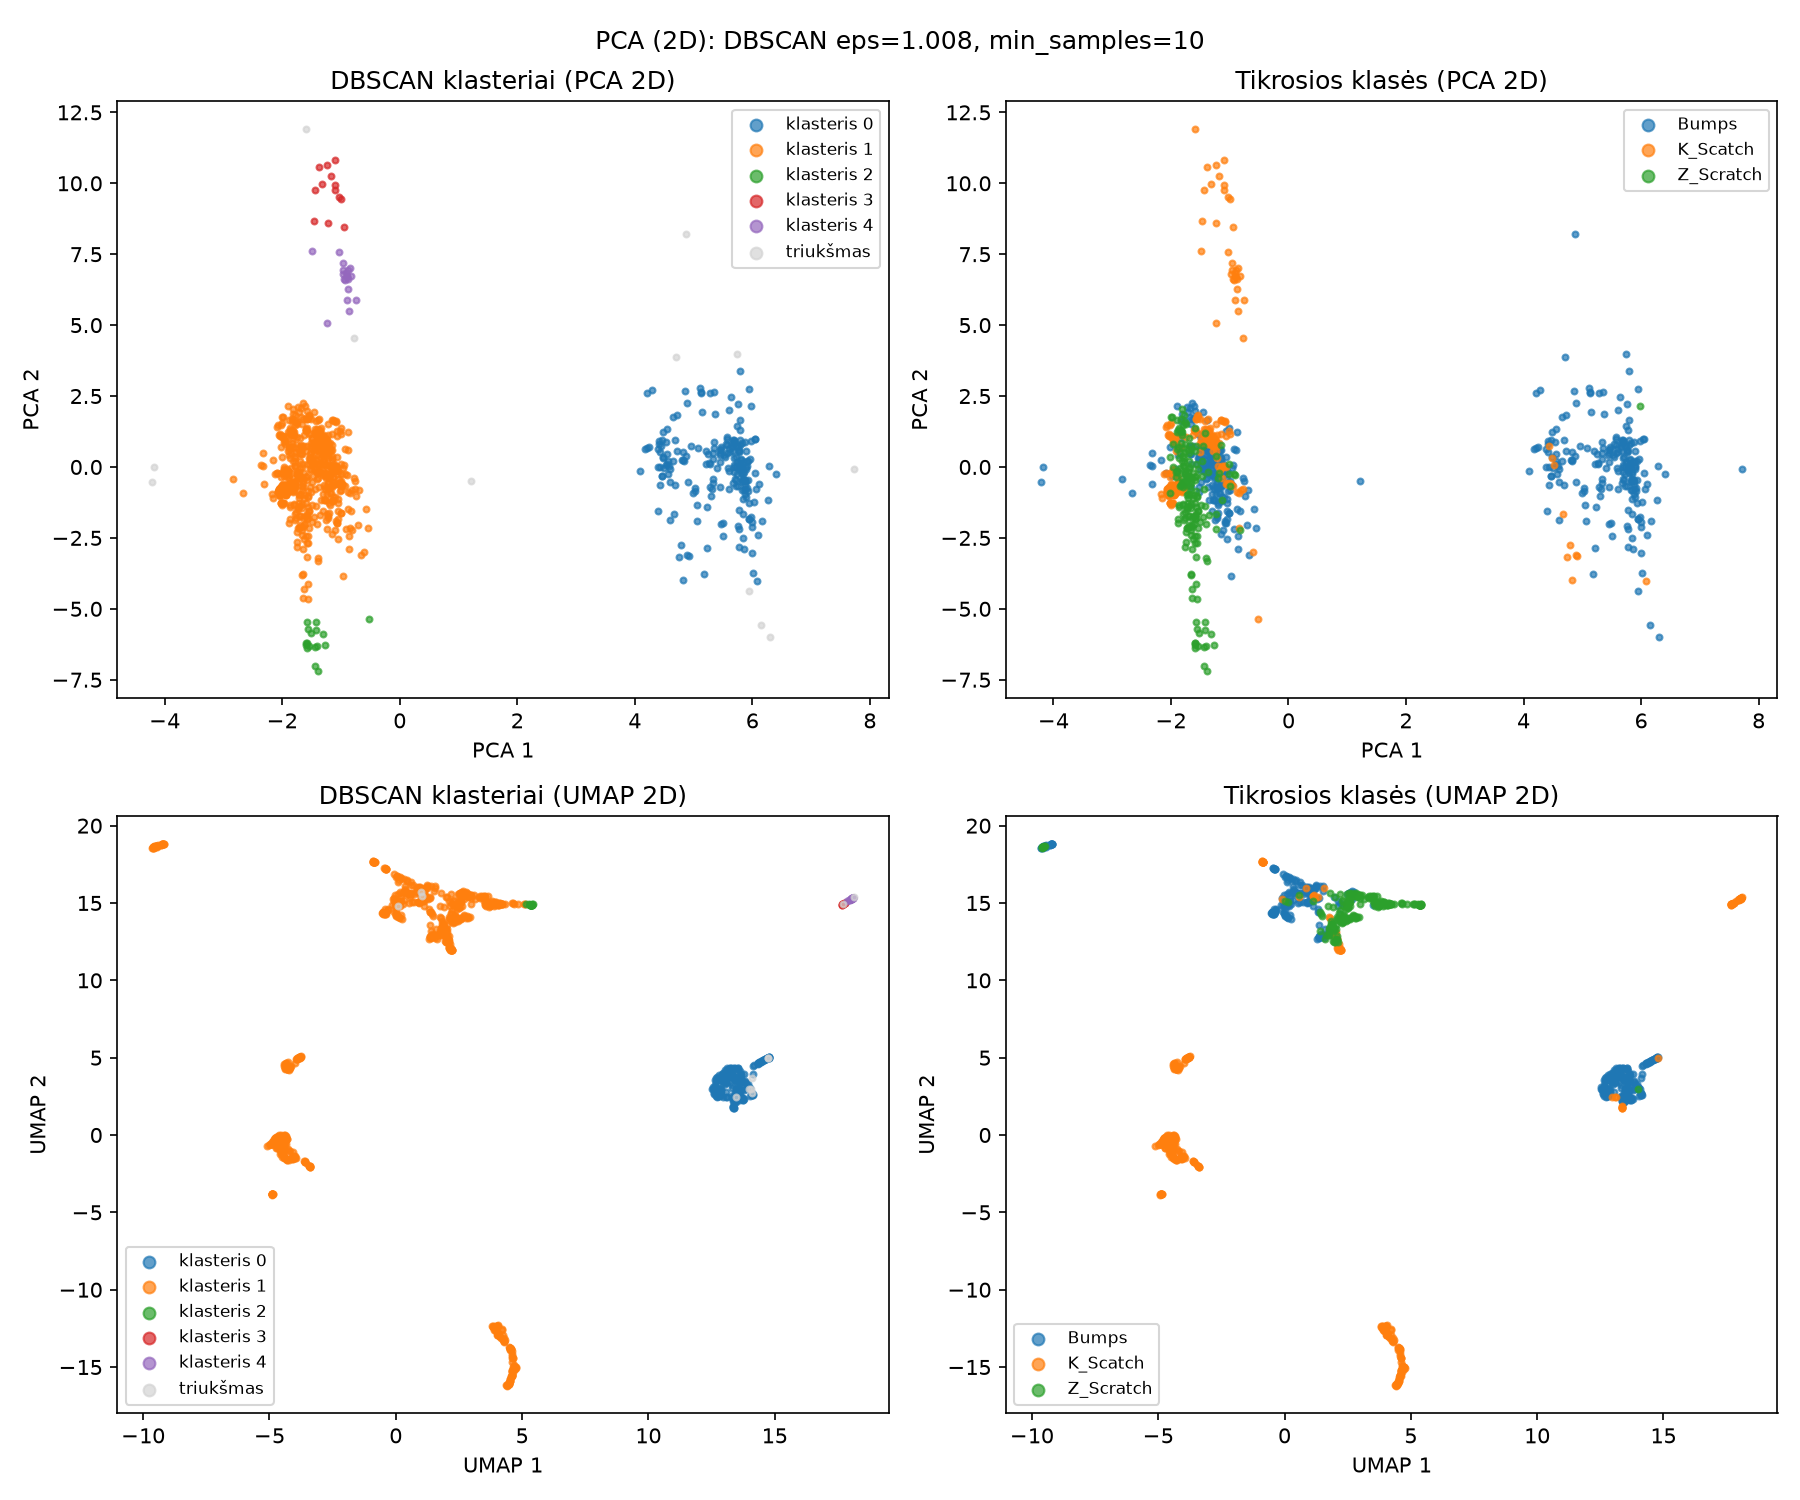 PCA (2D): DBSCAN eps=1.008, min_samples=10
DBSCAN klasteriai (PCA 2D)
12.5
10.0
7.5
5.0
2.5
0.0
−2.5
−5.0
−7.5
PCA 2
klasteris 0
klasteris 1
klasteris 2
klasteris 3
klasteris 4
triukšmas
−4
−2
0
2
4
6
8
PCA 1
Tikrosios klasės (PCA 2D)
12.5
10.0
7.5
5.0
2.5
0.0
−2.5
−5.0
−7.5
PCA 2
Bumps
K_Scatch
Z_Scratch
−4
−2
0
2
4
6
8
PCA 1
DBSCAN klasteriai (UMAP 2D)
20
15
10
5
0
−5
−10
−15
UMAP 2
klasteris 0
klasteris 1
klasteris 2
klasteris 3
klasteris 4
triukšmas
−10
−5
0
5
10
15
UMAP 1
Tikrosios klasės (UMAP 2D)
20
15
10
5
0
−5
−10
−15
UMAP 2
Bumps
K_Scatch
Z_Scratch
−10
−5
0
5
10
15
UMAP 1